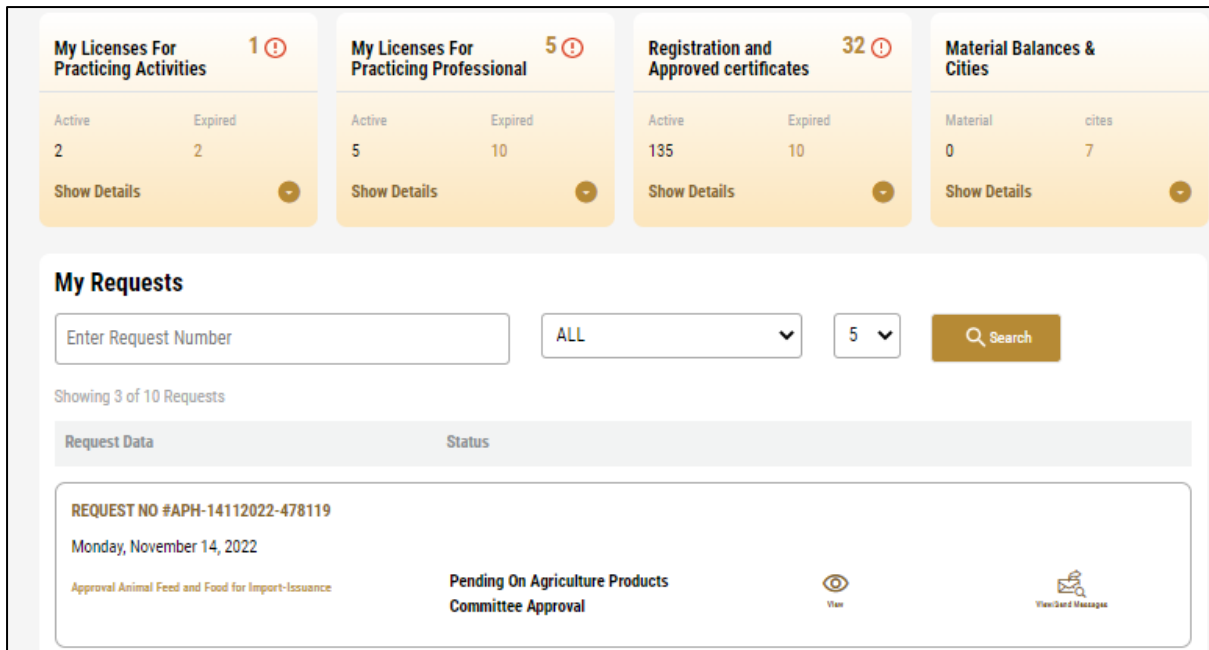 My Licenses For
Practicing Activities
1
Active Expired
2 2
Show Details
My Licenses For
Practicing Professional
5
Active Expired
5 10
Show Details
Registration and
Approved certificates
32
Active Expired
135 10
Show Details
Material Balances &
Cities
Material cites
0 7
Show Details
My Requests
Enter Request Number
ALL
5
Search
Showing 3 of 10 Requests
Request Data Status
REQUEST NO #APH-14112022-478119
Monday, November 14, 2022
Approval Animal Feed and Food for Import-Issuance
Pending On Agriculture Products
Committee Approval
View
View/Send Messages